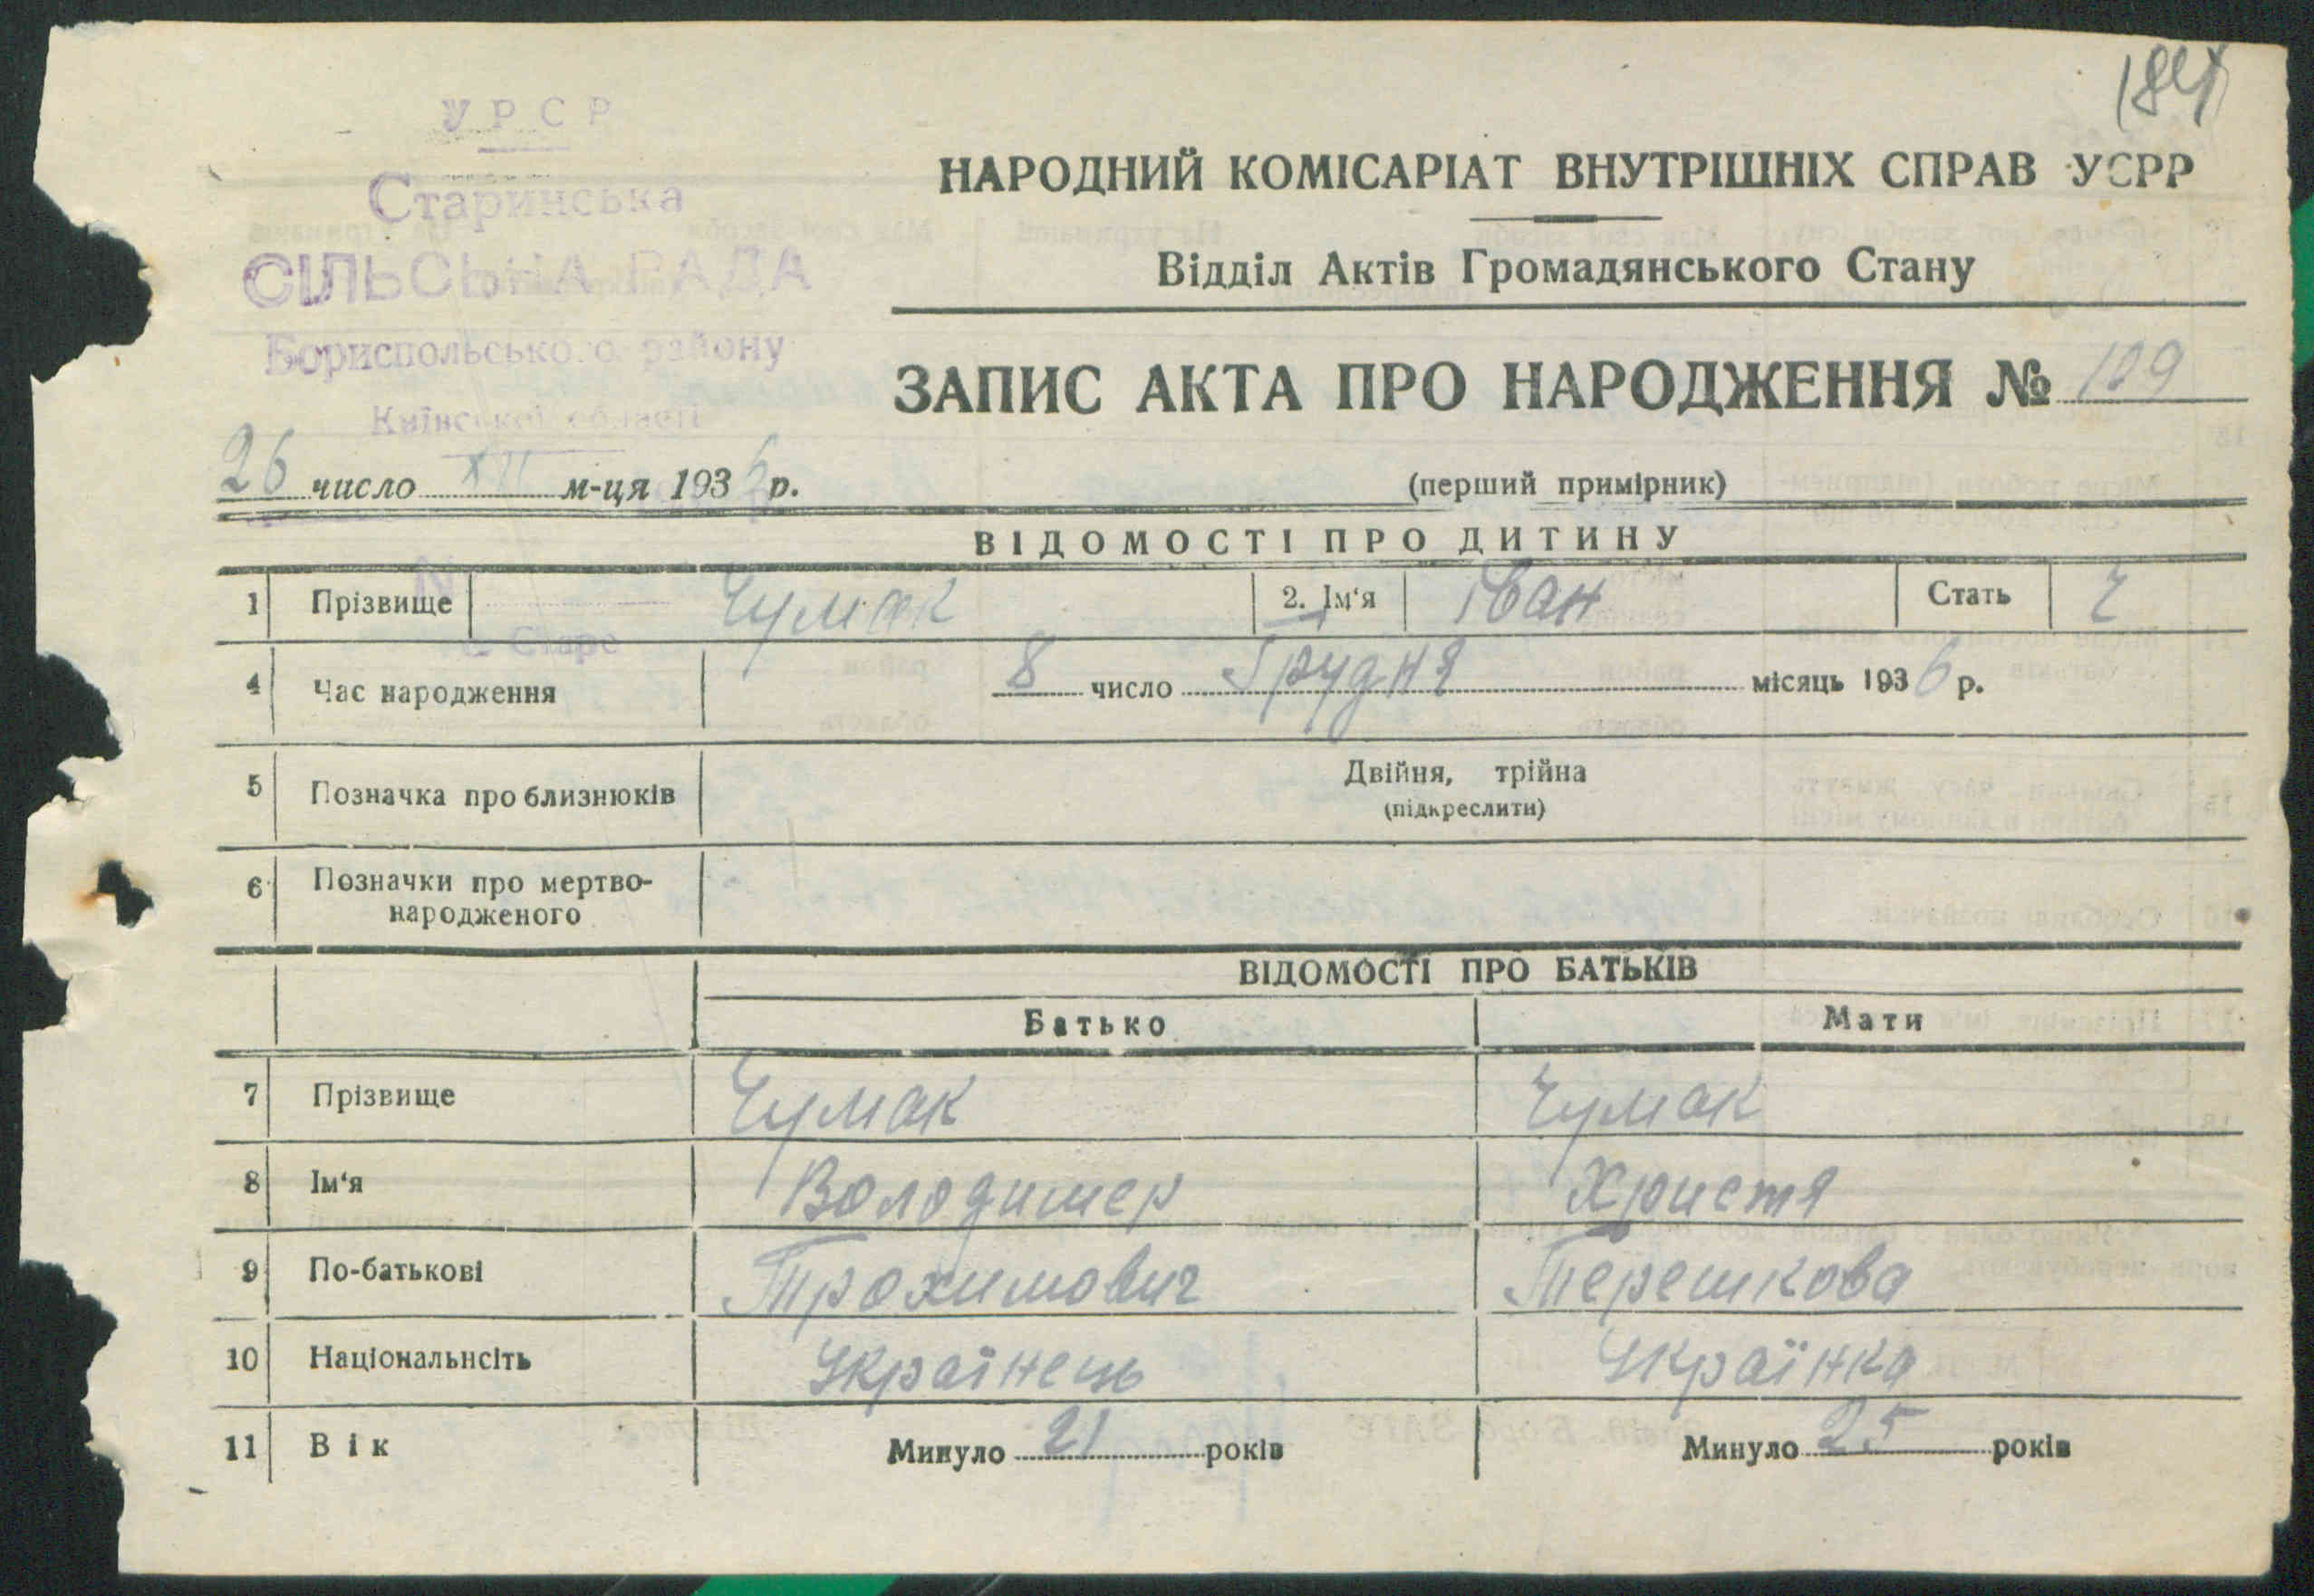 УРСР
Старинська
СІЛЬСЬКА РАДА
Бориспольського району
Київської області
N
с. Старе
НАРОДНИЙ КОМІСАРІАТ ВНУТРІШНІХ СПРАВ УСРР
Відділ Актів Громадянського Стану
ЗАПИС АКТА ПРО НАРОДЖЕННЯ № 109
26 число XII м-ця 1936 р.
(перший примірник)
ВІДОМОСТІ ПРО ДИТИНУ
1 Прізвище Чумак 2. Ім'я Іван Стать Ч
4 Час народження 8 число Грудня місяць 1936 р.
5 Позначка про близнюків Двійня, трійна
(підкреслити)
6 Позначки про мертво-
народженого
ВІДОМОСТІ ПРО БАТЬКІВ
Батько Мати
7 Прізвище Чумак Чумак
8 Ім'я Володимер Христя
9 По-батькові Трохимович Терешкова
10 Національнсіть Українець Українка
11 Вік Минуло 21 років Минуло 25 років